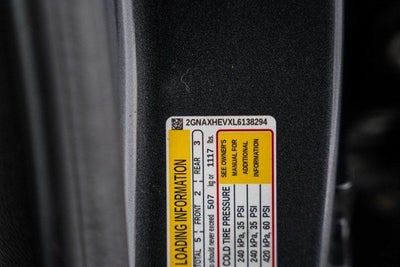 2GNAXHEVXL6138294
LOADING INFORMATION
TOTAL 5 FRONT 2 REAR 3
should never exceed 507 kg or 1117 lbs.
SEE OWNER'S
MANUAL FOR
ADDITIONAL
INFORMATION
COLD TIRE PRESSURE
240 kPa, 35 PSI
240 kPa, 35 PSI
420 kPa, 60 PSI